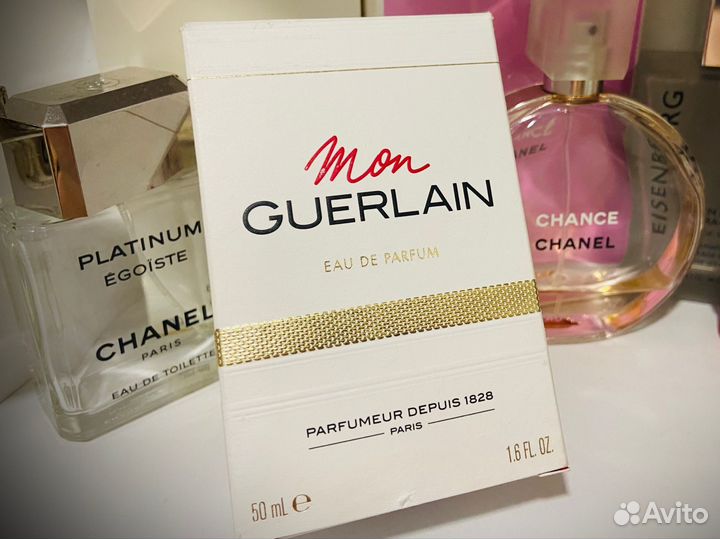 PLATINUM
ÉGOÏSTE
CHANEL
PARIS
EAU DE TOILETTE
Mon
GUERLAIN
EAU DE PARFUM
PARFUMEUR DEPUIS 1828
PARIS
50 mL e
1.6 FL. OZ.
CHANCE
CHANEL
EISENBERG
Avito